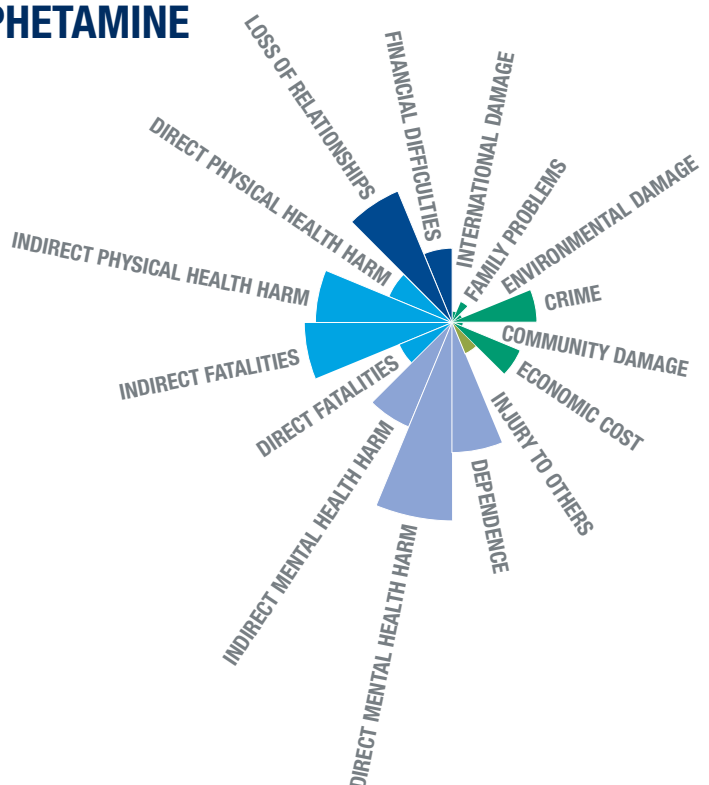 PHETAMINE
LOSS OF RELATIONSHIPS
FINANCIAL DIFFICULTIES
INTERNATIONAL DAMAGE
FAMILY PROBLEMS
ENVIRONMENTAL DAMAGE
CRIME
COMMUNITY DAMAGE
ECONOMIC COST
INJURY TO OTHERS
DEPENDENCE
DIRECT MENTAL HEALTH HARM
INDIRECT MENTAL HEALTH HARM
DIRECT FATALITIES
INDIRECT FATALITIES
INDIRECT PHYSICAL HEALTH HARM
DIRECT PHYSICAL HEALTH HARM